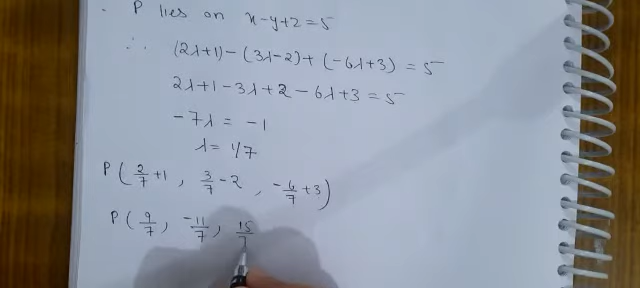 P lies on x-y+z=5
∴ (2λ+1)-(3λ-2)+(-6λ+3)=5
2λ+1-3λ+2-6λ+3=5
-7λ = -1
λ= 1/7
P(2/7+1, 3/7-2, -6/7+3)
P(9/7, -11/7, 15/7